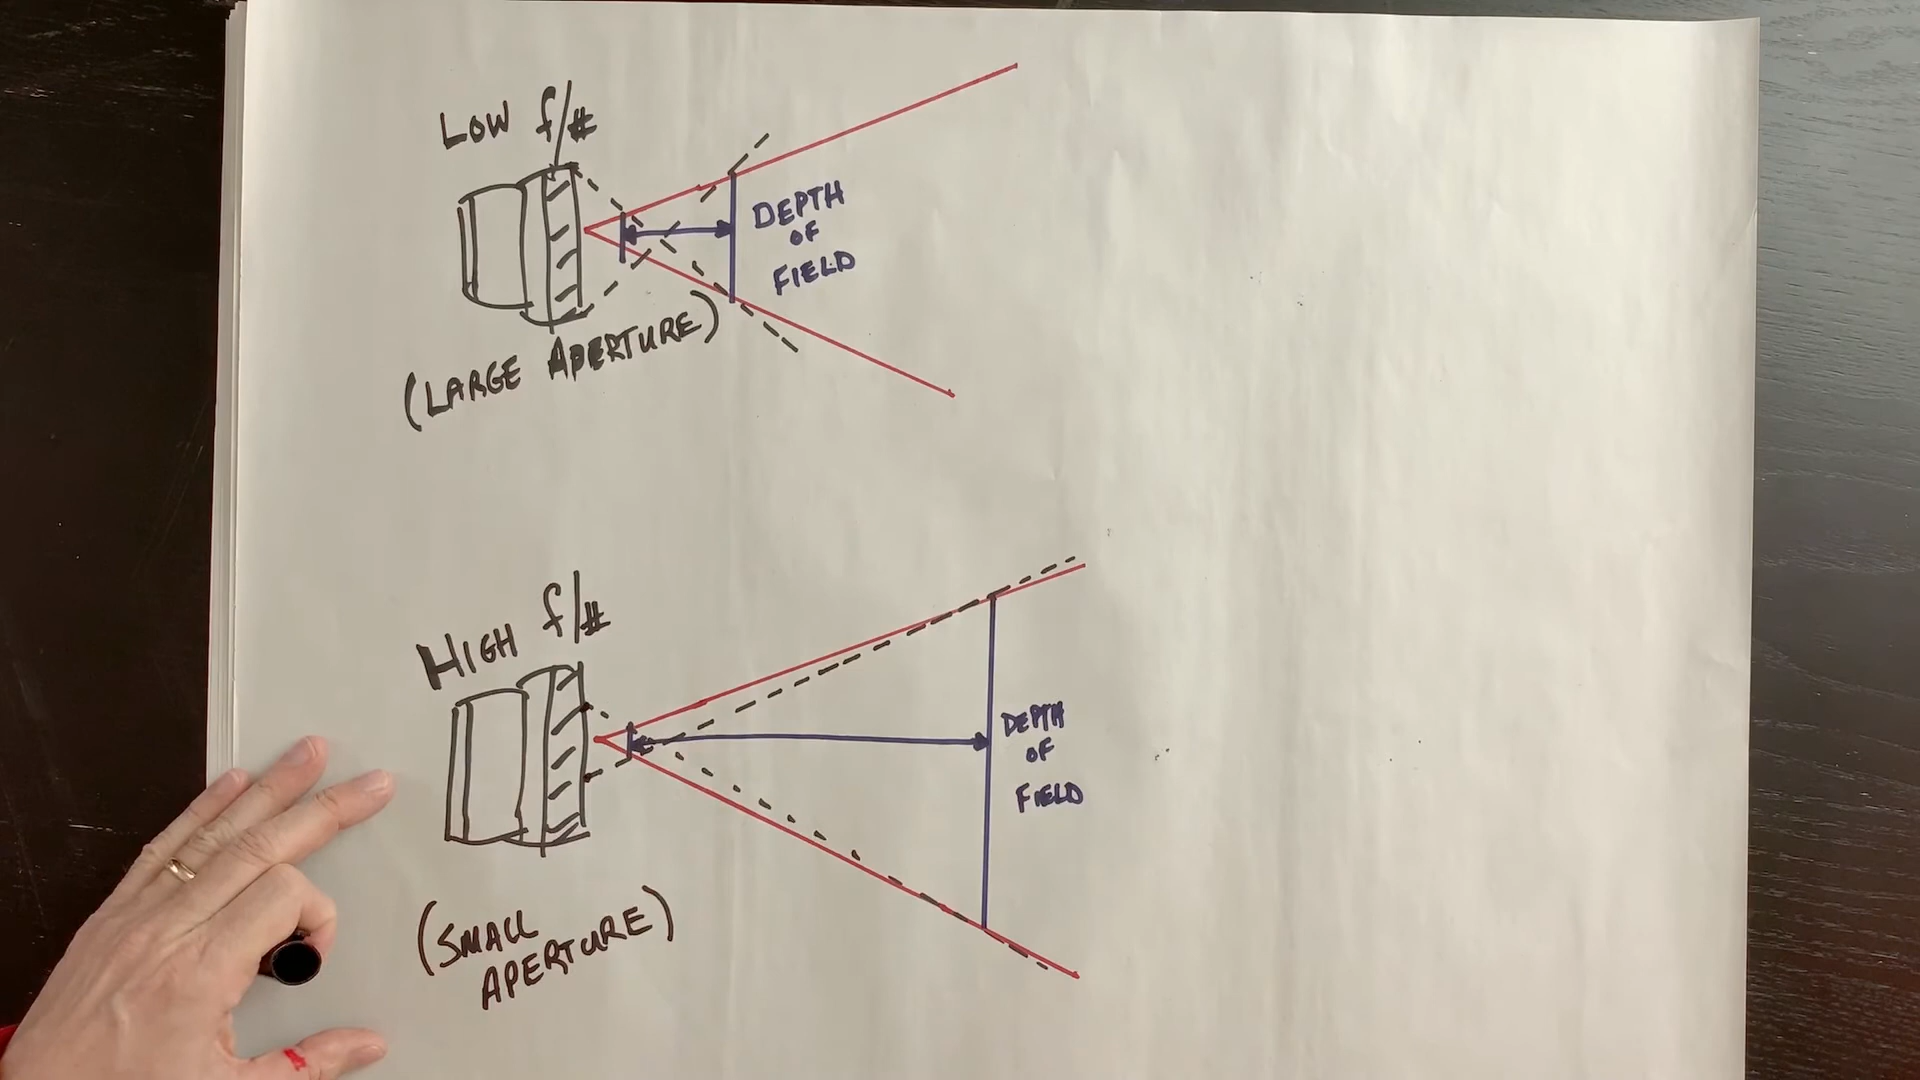 LOW f/#
DEPTH
OF
FIELD
(LARGE APERTURE)
HIGH f/#
DEPTH
OF
FIELD
(SMALL
APERTURE)